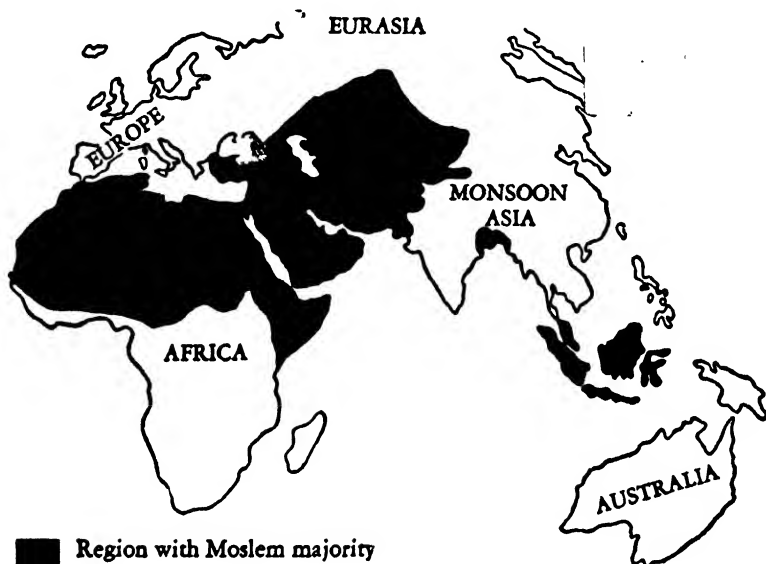 EURASIA
EUROPE
MONSOON
ASIA
AFRICA
AUSTRALIA
Region with Moslem majority